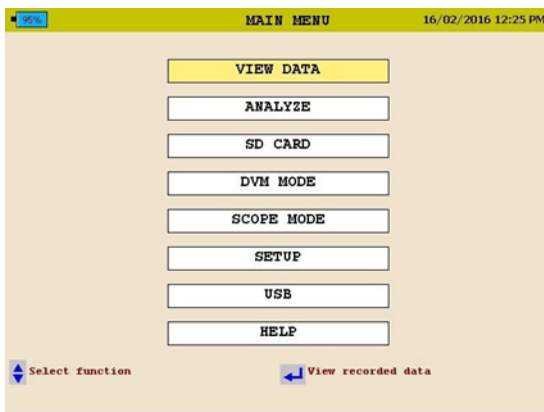 95% MAIN MENU 16/02/2016 12:25 PM
VIEW DATA
ANALYZE
SD CARD
DVM MODE
SCOPE MODE
SETUP
USB
HELP
Select function View recorded data